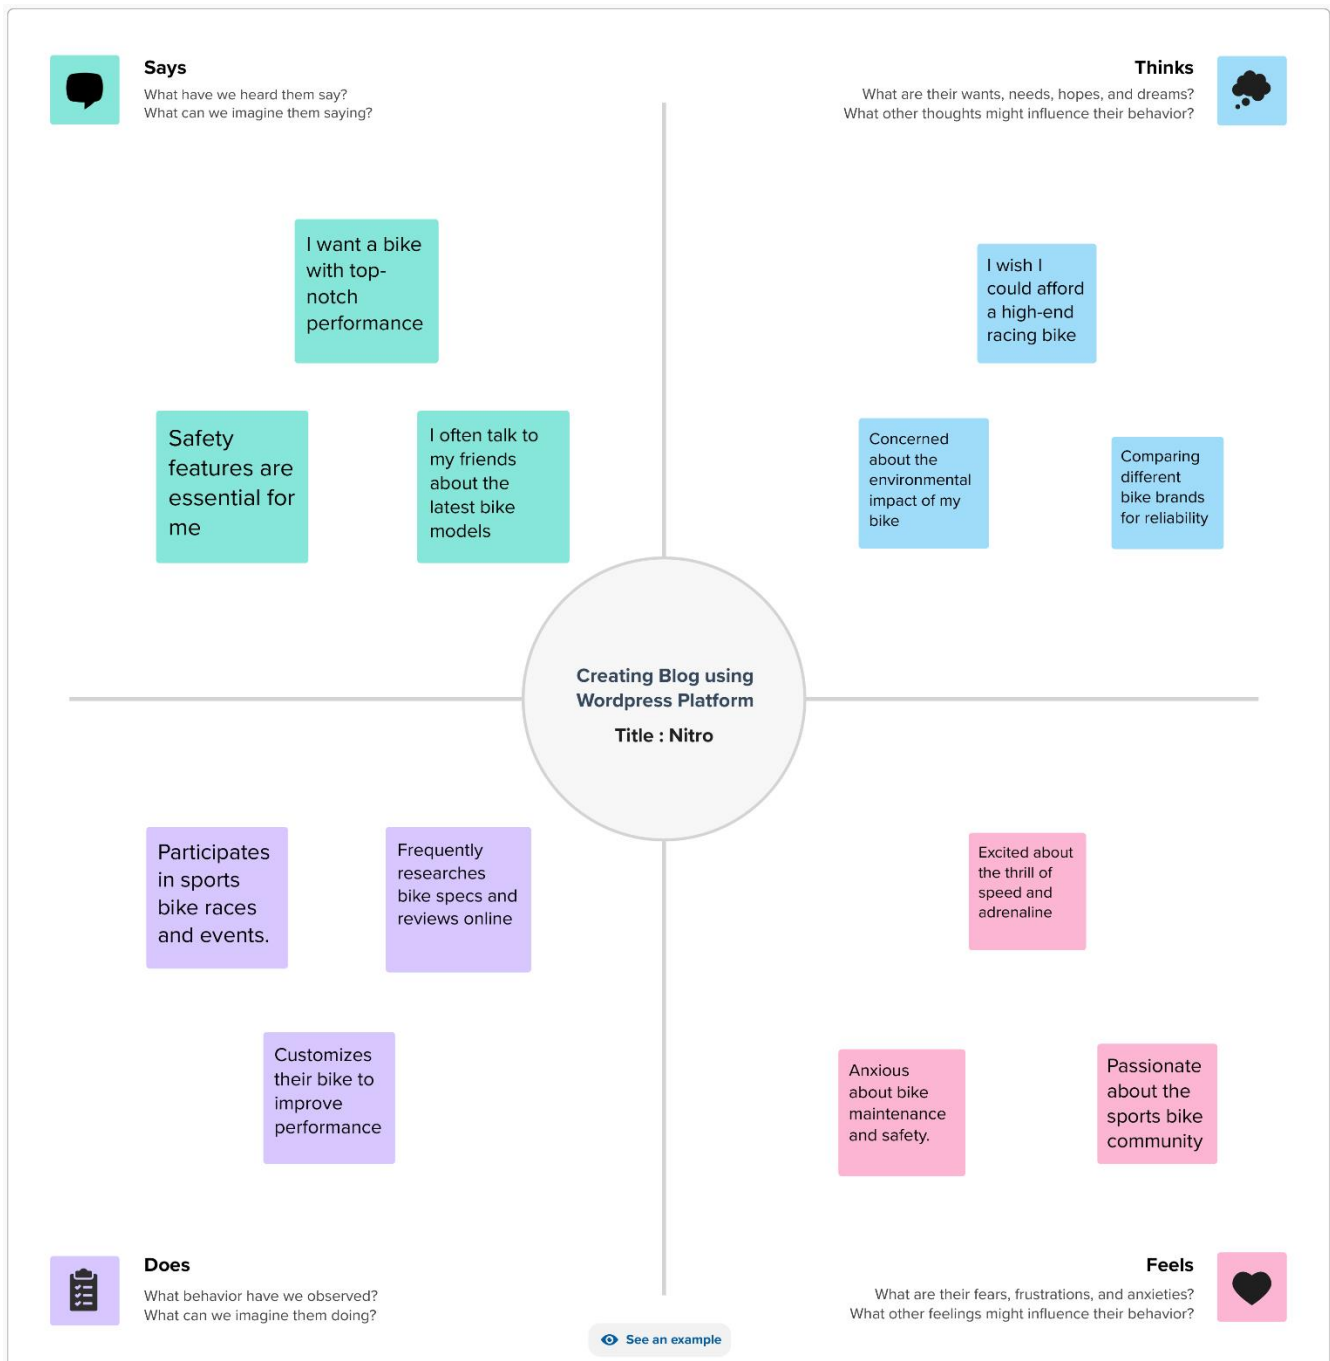 Says
What have we heard them say?
What can we imagine them saying?
Thinks
What are their wants, needs, hopes, and dreams?
What other thoughts might influence their behavior?
I want a bike
with top-
notch
performance
Safety
features are
essential for
me
I often talk to
my friends
about the
latest bike
models
I wish I
could afford
a high-end
racing bike
Concerned
about the
environmental
impact of my
bike
Comparing
different
bike brands
for reliability
Creating Blog using
Wordpress Platform
Title : Nitro
Participates
in sports
bike races
and events.
Frequently
researches
bike specs and
reviews online
Customizes
their bike to
improve
performance
Excited about
the thrill of
speed and
adrenaline
Anxious
about bike
maintenance
and safety.
Passionate
about the
sports bike
community
Does
What behavior have we observed?
What can we imagine them doing?
Feels
What are their fears, frustrations, and anxieties?
What other feelings might influence their behavior?
See an example